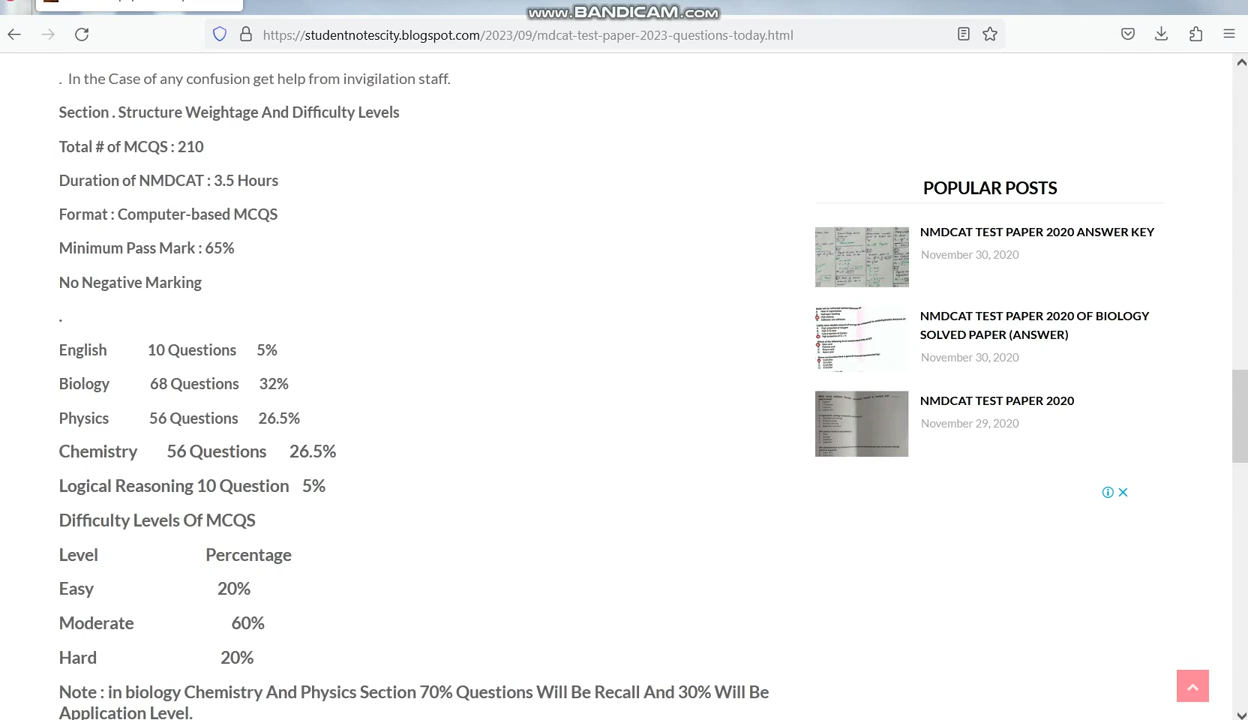 www.BANDICAM.com
https://studentnotescity.blogspot.com/2023/09/mdcat-test-paper-2023-questions-today.html
. In the Case of any confusion get help from invigilation staff.
Section . Structure Weightage And Difficulty Levels
Total # of MCQS : 210
Duration of NMDCAT : 3.5 Hours
Format : Computer-based MCQS
Minimum Pass Mark : 65%
No Negative Marking
.
English 10 Questions 5%
Biology 68 Questions 32%
Physics 56 Questions 26.5%
Chemistry 56 Questions 26.5%
Logical Reasoning 10 Question 5%
Difficulty Levels Of MCQS
Level Percentage
Easy 20%
Moderate 60%
Hard 20%
Note : in biology Chemistry And Physics Section 70% Questions Will Be Recall And 30% Will Be
Application Level.
POPULAR POSTS
NMDCAT TEST PAPER 2020 ANSWER KEY
November 30, 2020
NMDCAT TEST PAPER 2020 OF BIOLOGY
SOLVED PAPER (ANSWER)
November 30, 2020
NMDCAT TEST PAPER 2020
November 29, 2020